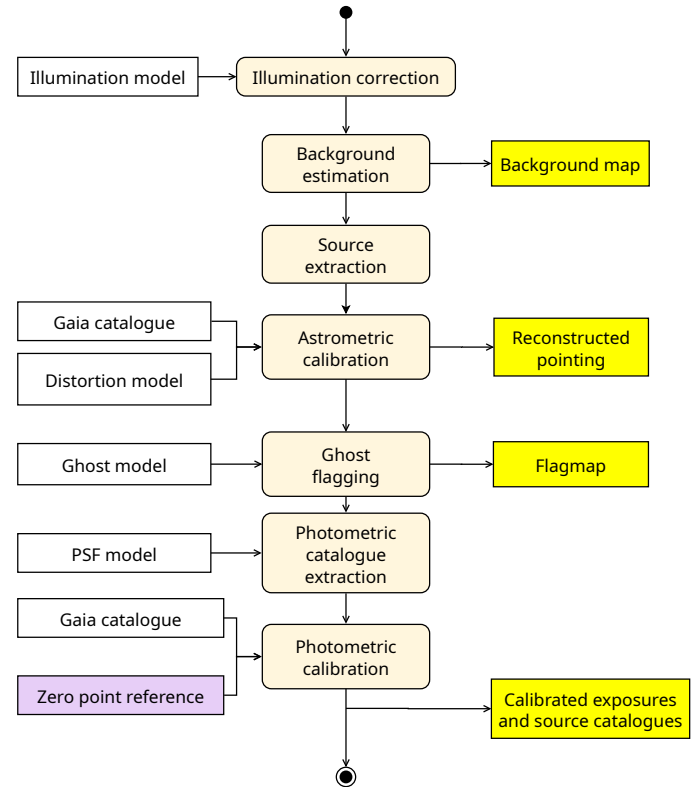 Illumination model
Illumination correction
Background
estimation
Background map
Source
extraction
Gaia catalogue
Distortion model
Astrometric
calibration
Reconstructed
pointing
Ghost model
Ghost
flagging
Flagmap
PSF model
Photometric
catalogue
extraction
Gaia catalogue
Zero point reference
Photometric
calibration
Calibrated exposures
and source catalogues